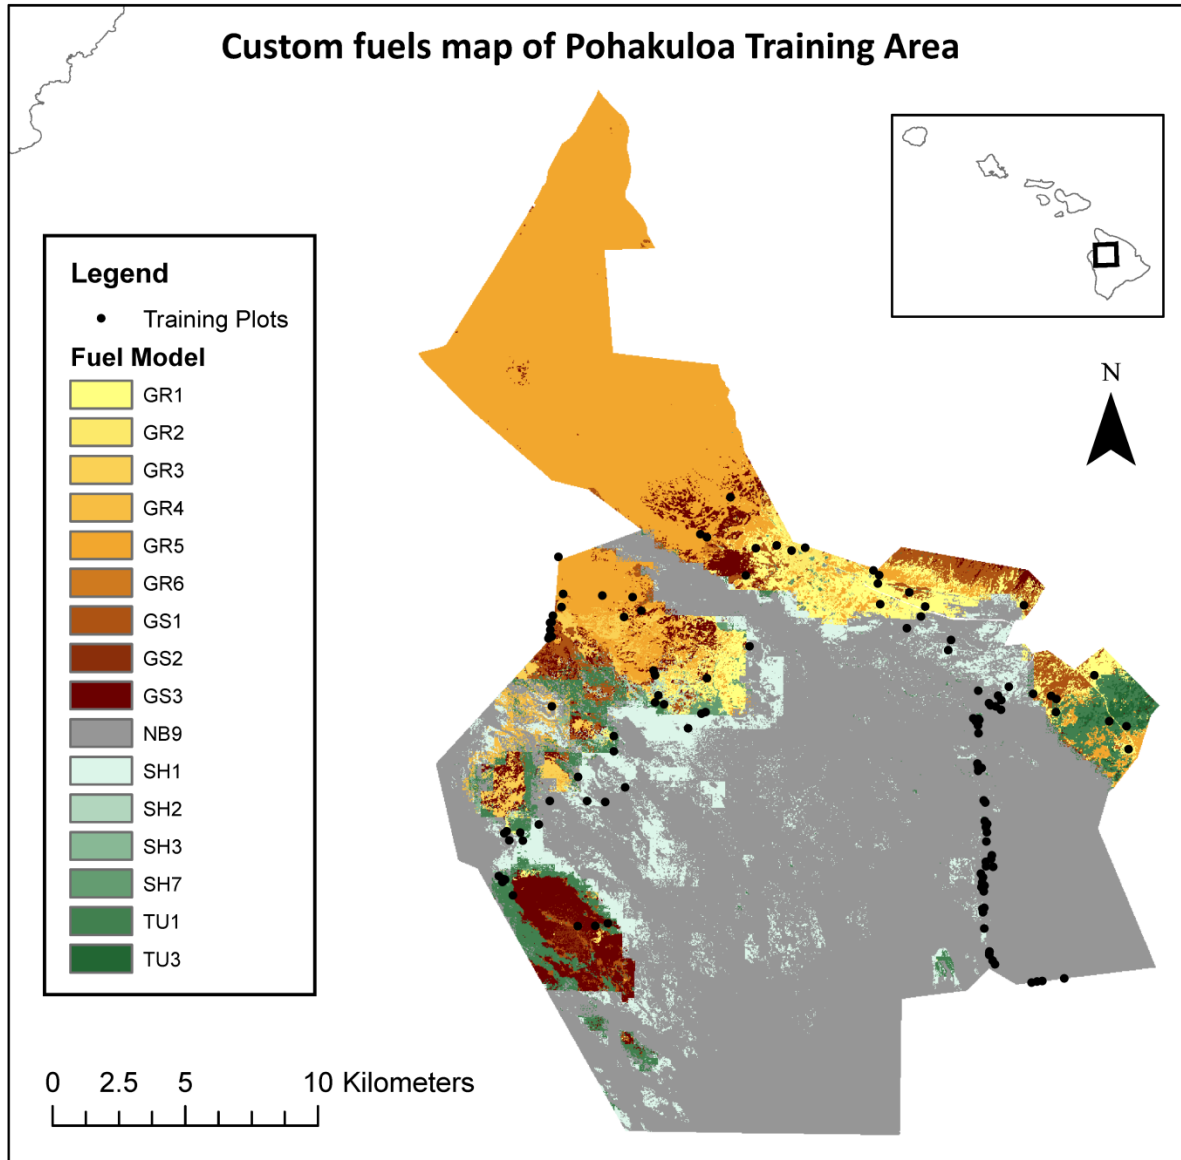 Custom fuels map of Pohakuloa Training Area
Legend
Training Plots
Fuel Model
GR1
GR2
GR3
GR4
GR5
GR6
GS1
GS2
GS3
NB9
SH1
SH2
SH3
SH7
TU1
TU3
N
0 2.5 5 10 Kilometers